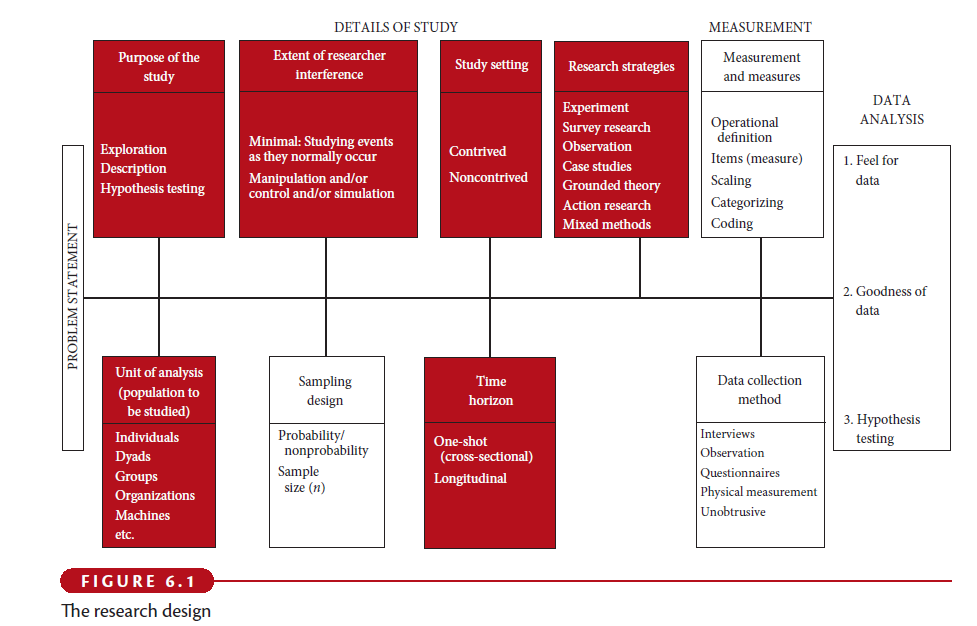 DETAILS OF STUDY
MEASUREMENT
Purpose of the
study
Exploration
Description
Hypothesis testing
Extent of researcher
interference
Minimal: Studying events
as they normally occur
Manipulation and/or
control and/or simulation
Study setting
Contrived
Noncontrived
Research strategies
Experiment
Survey research
Observation
Case studies
Grounded theory
Action research
Mixed methods
Measurement
and measures
Operational
definition
Items (measure)
Scaling
Categorizing
Coding
DATA
ANALYSIS
1. Feel for
data
2. Goodness of
data
3. Hypothesis
testing
PROBLEM STATEMENT
Unit of analysis
(population to
be studied)
Individuals
Dyads
Groups
Organizations
Machines
etc.
Sampling
design
Probability/
nonprobability
Sample
size (n)
Time
horizon
One-shot
(cross-sectional)
Longitudinal
Data collection
method
Interviews
Observation
Questionnaires
Physical measurement
Unobtrusive
FIGURE 6.1
The research design